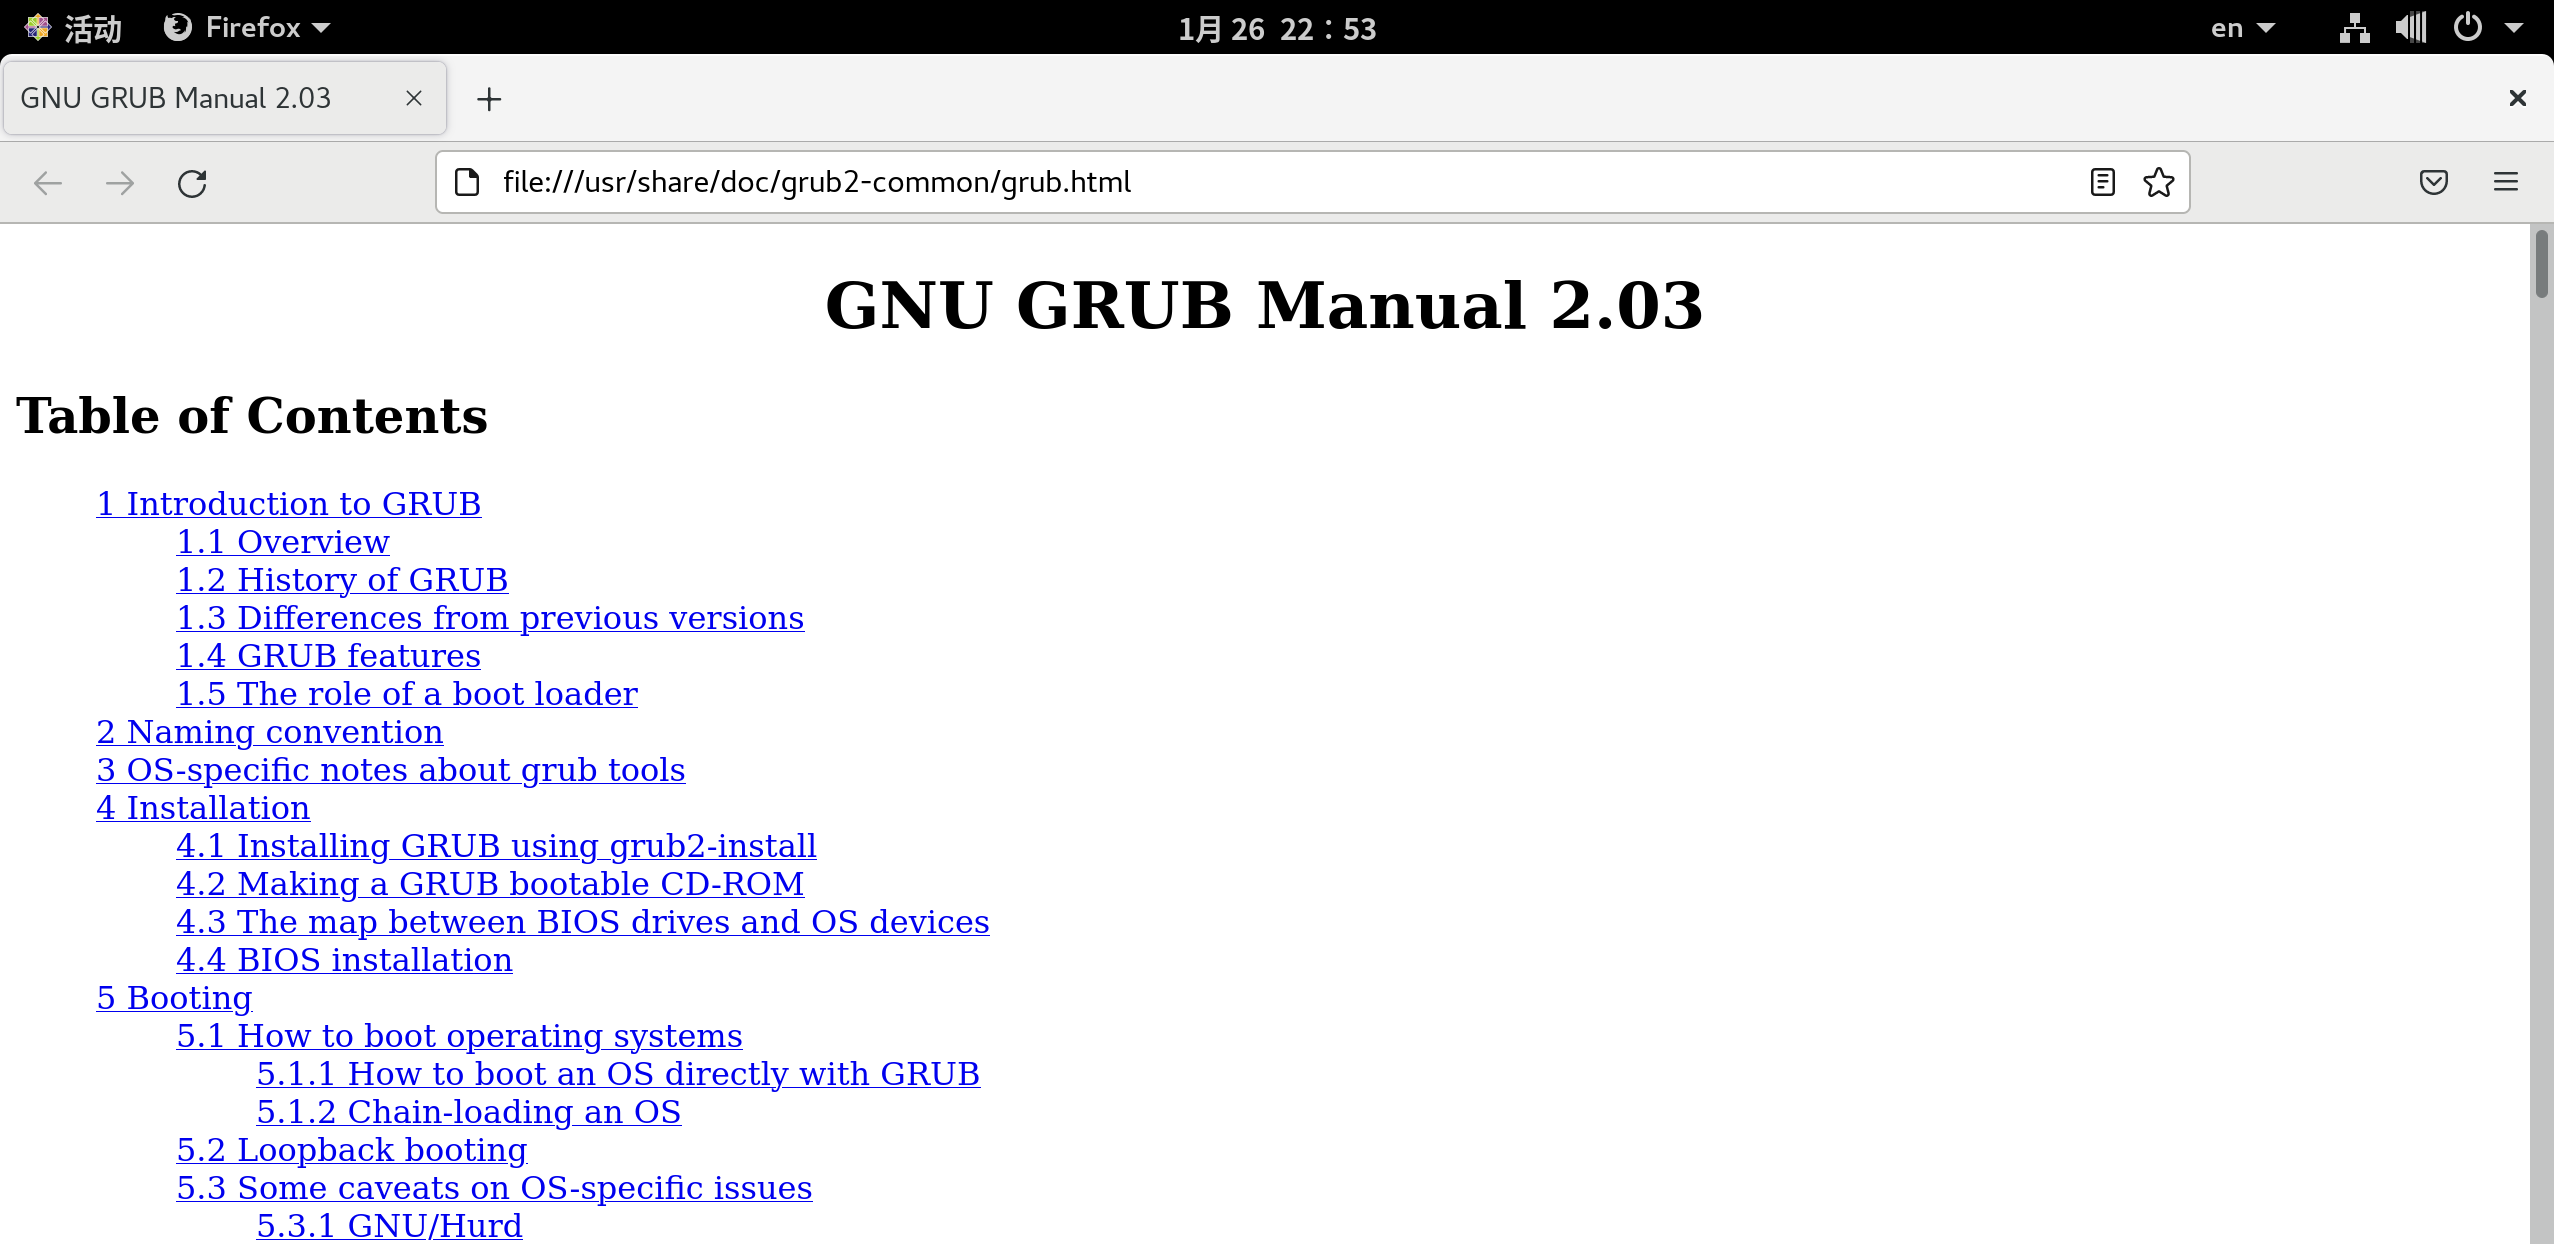 活动 Firefox 1月 26 22：53 en
GNU GRUB Manual 2.03
file:///usr/share/doc/grub2-common/grub.html
GNU GRUB Manual 2.03
Table of Contents
1 Introduction to GRUB
1.1 Overview
1.2 History of GRUB
1.3 Differences from previous versions
1.4 GRUB features
1.5 The role of a boot loader
2 Naming convention
3 OS-specific notes about grub tools
4 Installation
4.1 Installing GRUB using grub2-install
4.2 Making a GRUB bootable CD-ROM
4.3 The map between BIOS drives and OS devices
4.4 BIOS installation
5 Booting
5.1 How to boot operating systems
5.1.1 How to boot an OS directly with GRUB
5.1.2 Chain-loading an OS
5.2 Loopback booting
5.3 Some caveats on OS-specific issues
5.3.1 GNU/Hurd